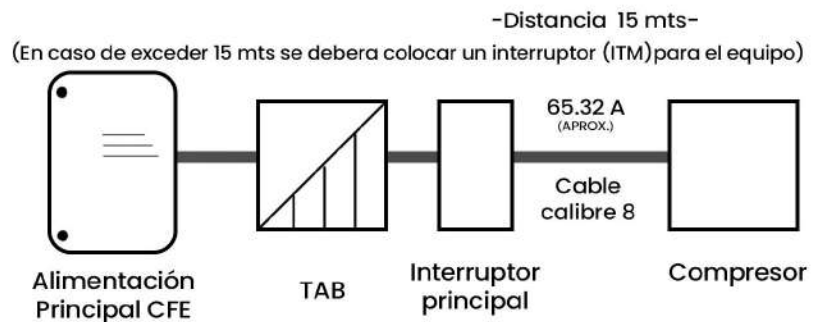 -Distancia 15 mts-
(En caso de exceder 15 mts se debera colocar un interruptor (ITM)para el equipo)
65.32 A
(APROX.)
Cable
calibre 8
Alimentación
Principal CFE
TAB
Interruptor
principal
Compresor